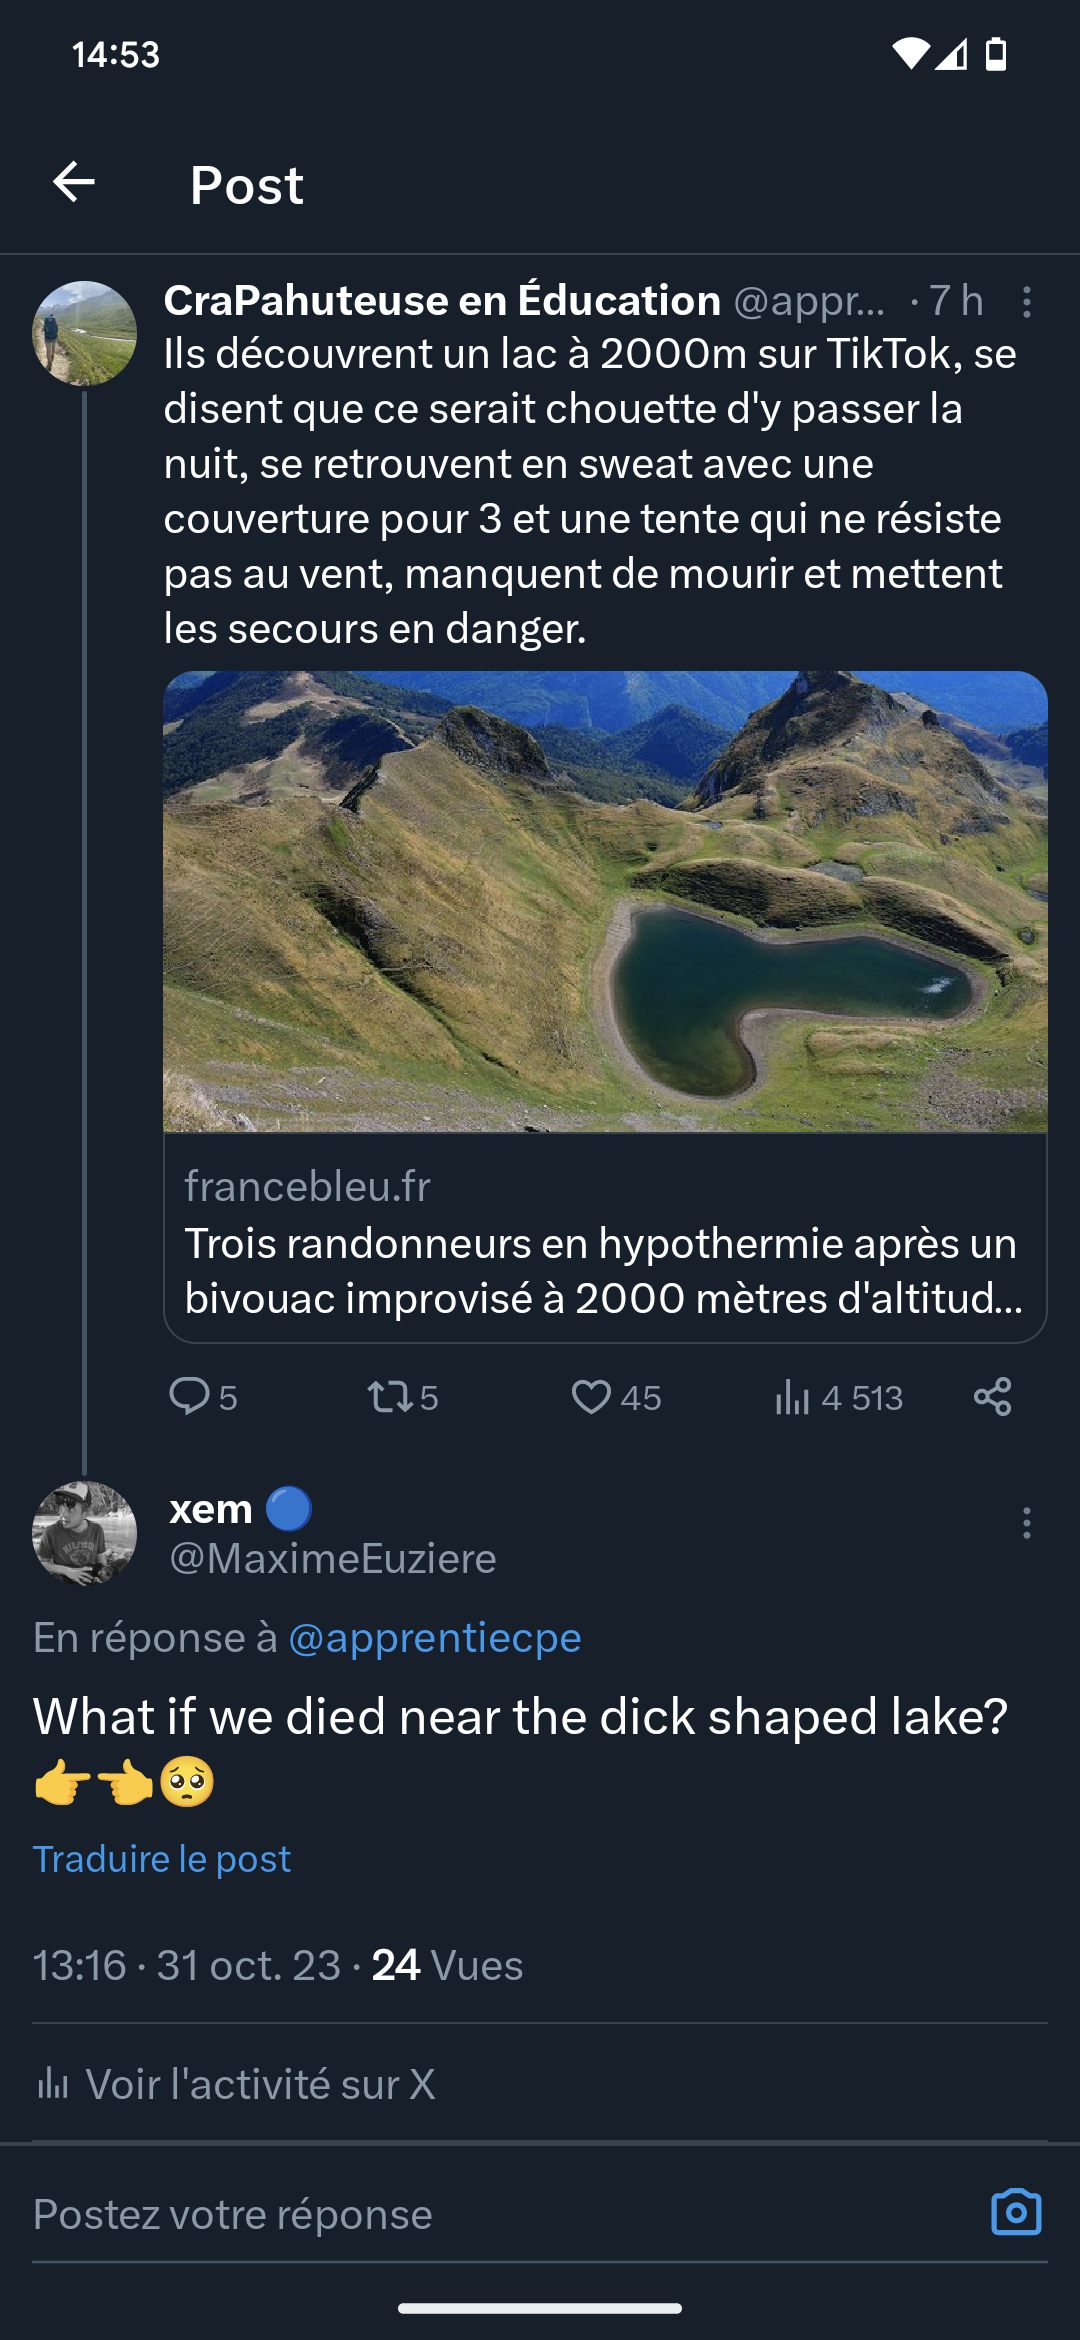 14:53
Post
CraPahuteuse en Éducation @appr... · 7 h
Ils découvrent un lac à 2000m sur TikTok, se
disent que ce serait chouette d'y passer la
nuit, se retrouvent en sweat avec une
couverture pour 3 et une tente qui ne résiste
pas au vent, manquent de mourir et mettent
les secours en danger.
francebleu.fr
Trois randonneurs en hypothermie après un
bivouac improvisé à 2000 mètres d'altitud...
5 5 45 4 513
xem 🔵
@MaximeEuziere
En réponse à @apprentiecpe
What if we died near the dick shaped lake?
👉👈🥺
Traduire le post
13:16 · 31 oct. 23 · 24 Vues
Voir l'activité sur X
Postez votre réponse